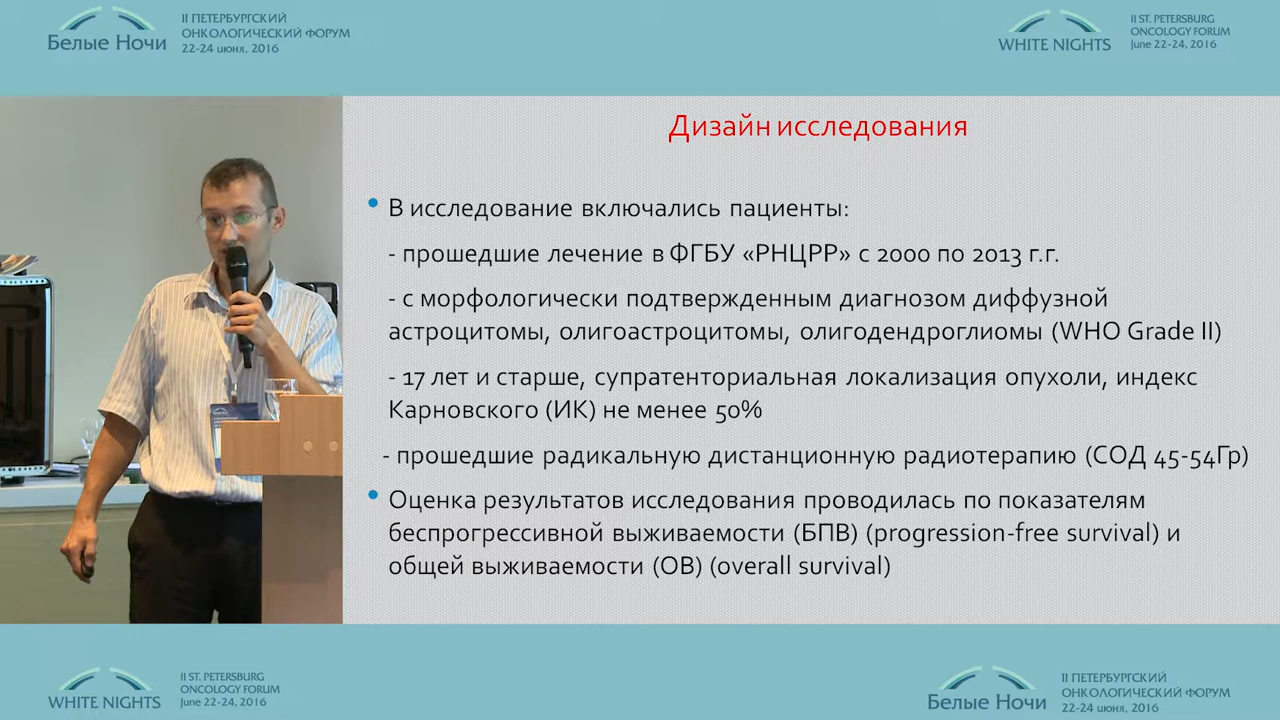 Белые Ночи
II ПЕТЕРБУРГСКИЙ
ОНКОЛОГИЧЕСКИЙ ФОРУМ
22-24 июня, 2016
WHITE NIGHTS
II ST. PETERSBURG
ONCOLOGY FORUM
June 22-24, 2016
Дизайн исследования
• В исследование включались пациенты:
- прошедшие лечение в ФГБУ «РНЦРР» с 2000 по 2013 г.г.
- с морфологически подтвержденным диагнозом диффузной
астроцитомы, олигоастроцитомы, олигодендроглиомы (WHO Grade II)
- 17 лет и старше, супратенториальная локализация опухоли, индекс
Карновского (ИК) не менее 50%
- прошедшие радикальную дистанционную радиотерапию (СОД 45-54Гр)
• Оценка результатов исследования проводилась по показателям
беспрогрессивной выживаемости (БПВ) (progression-free survival) и
общей выживаемости (ОВ) (overall survival)
WHITE NIGHTS
II ST. PETERSBURG
ONCOLOGY FORUM
June 22-24, 2016
Белые Ночи
II ПЕТЕРБУРГСКИЙ
ОНКОЛОГИЧЕСКИЙ ФОРУМ
22-24 июня, 2016